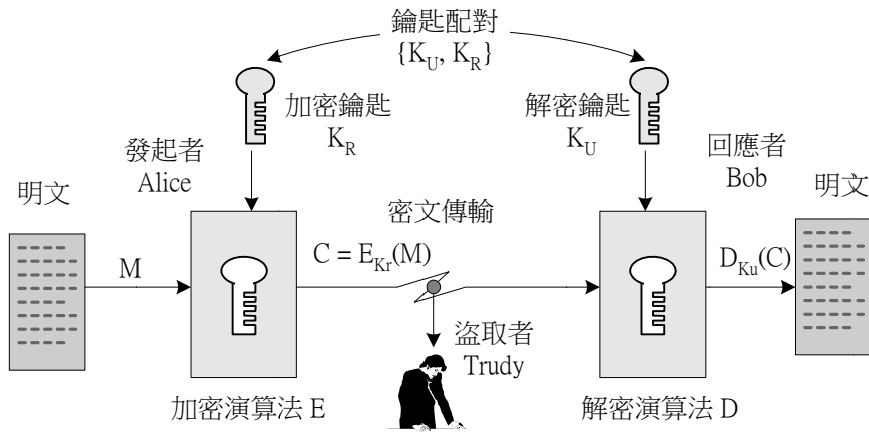 鑰匙配對
{K_U, K_R}
加密鑰匙
K_R
解密鑰匙
K_U
發起者
Alice
回應者
Bob
明文
明文
密文傳輸
M
C = E_Kr(M)
D_Ku(C)
盜取者
Trudy
加密演算法 E
解密演算法 D